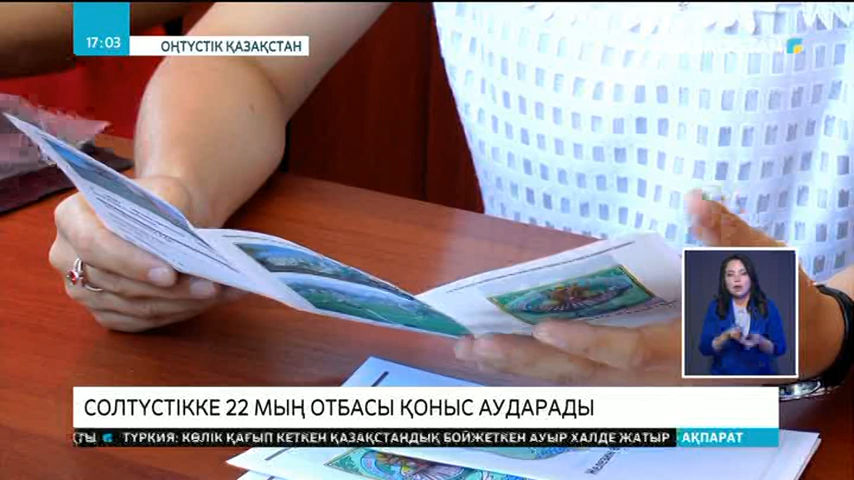 17:03
ОҢТҮСТІК ҚАЗАҚСТАН
СОЛТҮСТІККЕ 22 МЫҢ ОТБАСЫ ҚОНЫС АУДАРАДЫ
ТҮРКИЯ: КӨЛІК ҚАҒЫП КЕТКЕН ҚАЗАҚСТАНДЫҚ БОЙЖЕТКЕН АУЫР ХАЛДЕ ЖАТЫР
АҚПАРАТ